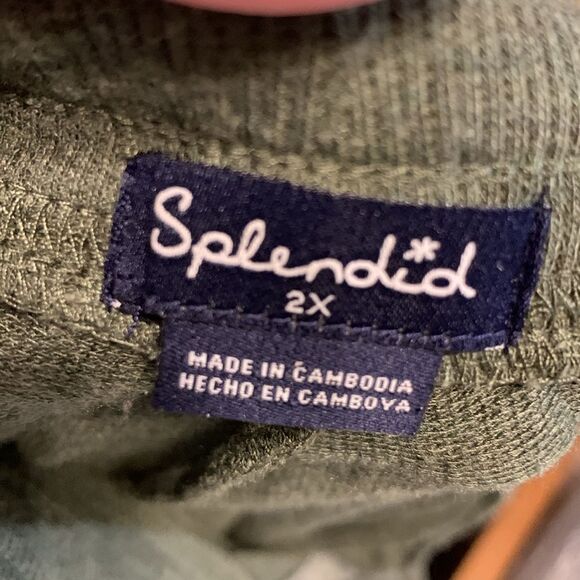 Splendid
2X
MADE IN CAMBODIA
HECHO EN CAMBOYA